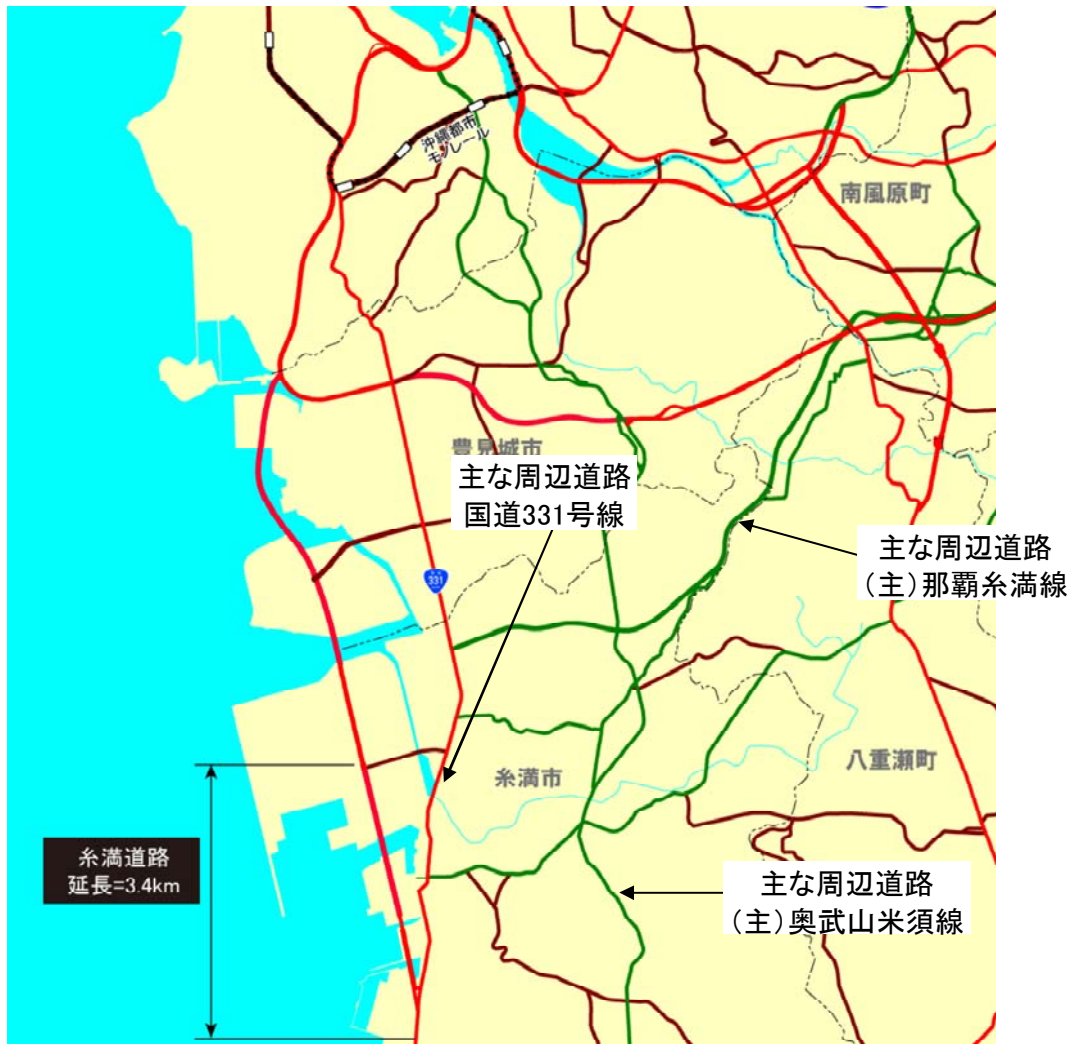 沖縄都市
モノレール
南風原町
豊見城市
主な周辺道路
国道331号線
主な周辺道路
(主)那覇糸満線
331
糸満市
八重瀬町
糸満道路
延長=3.4km
主な周辺道路
(主)奥武山米須線